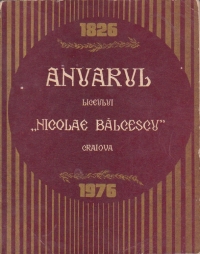 1826
ANUARUL
LICEULUI
„NICOLAE BĂLCESCU”
CRAIOVA
1976